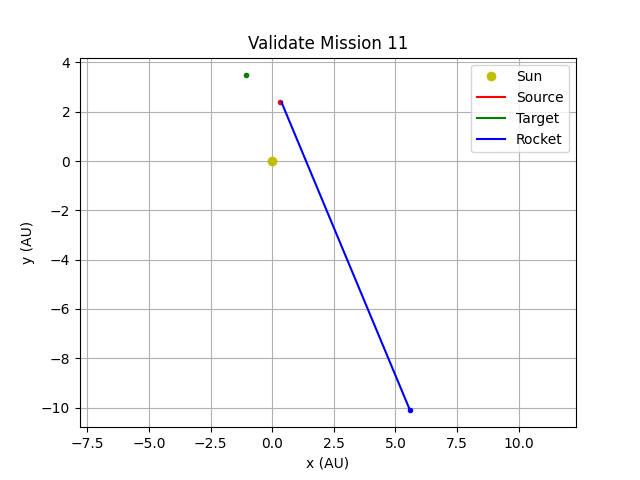 Validate Mission 11
4
2
0
−2
−4
−6
−8
−10
y (AU)
Sun
Source
Target
Rocket
−7.5 −5.0 −2.5 0.0 2.5 5.0 7.5 10.0
x (AU)